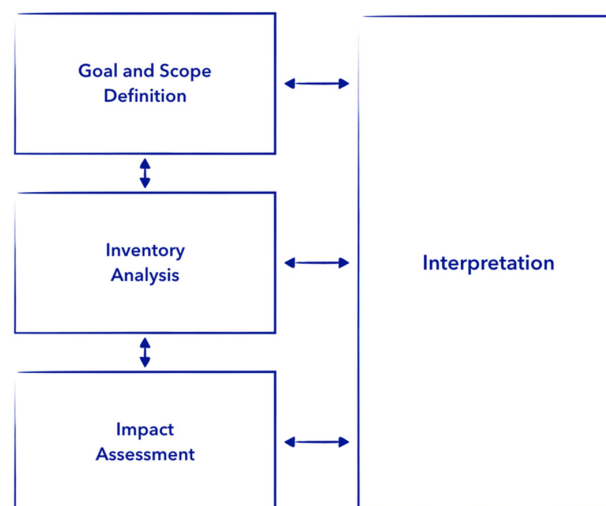 Goal and Scope
Definition
Inventory
Analysis
Interpretation
Impact
Assessment